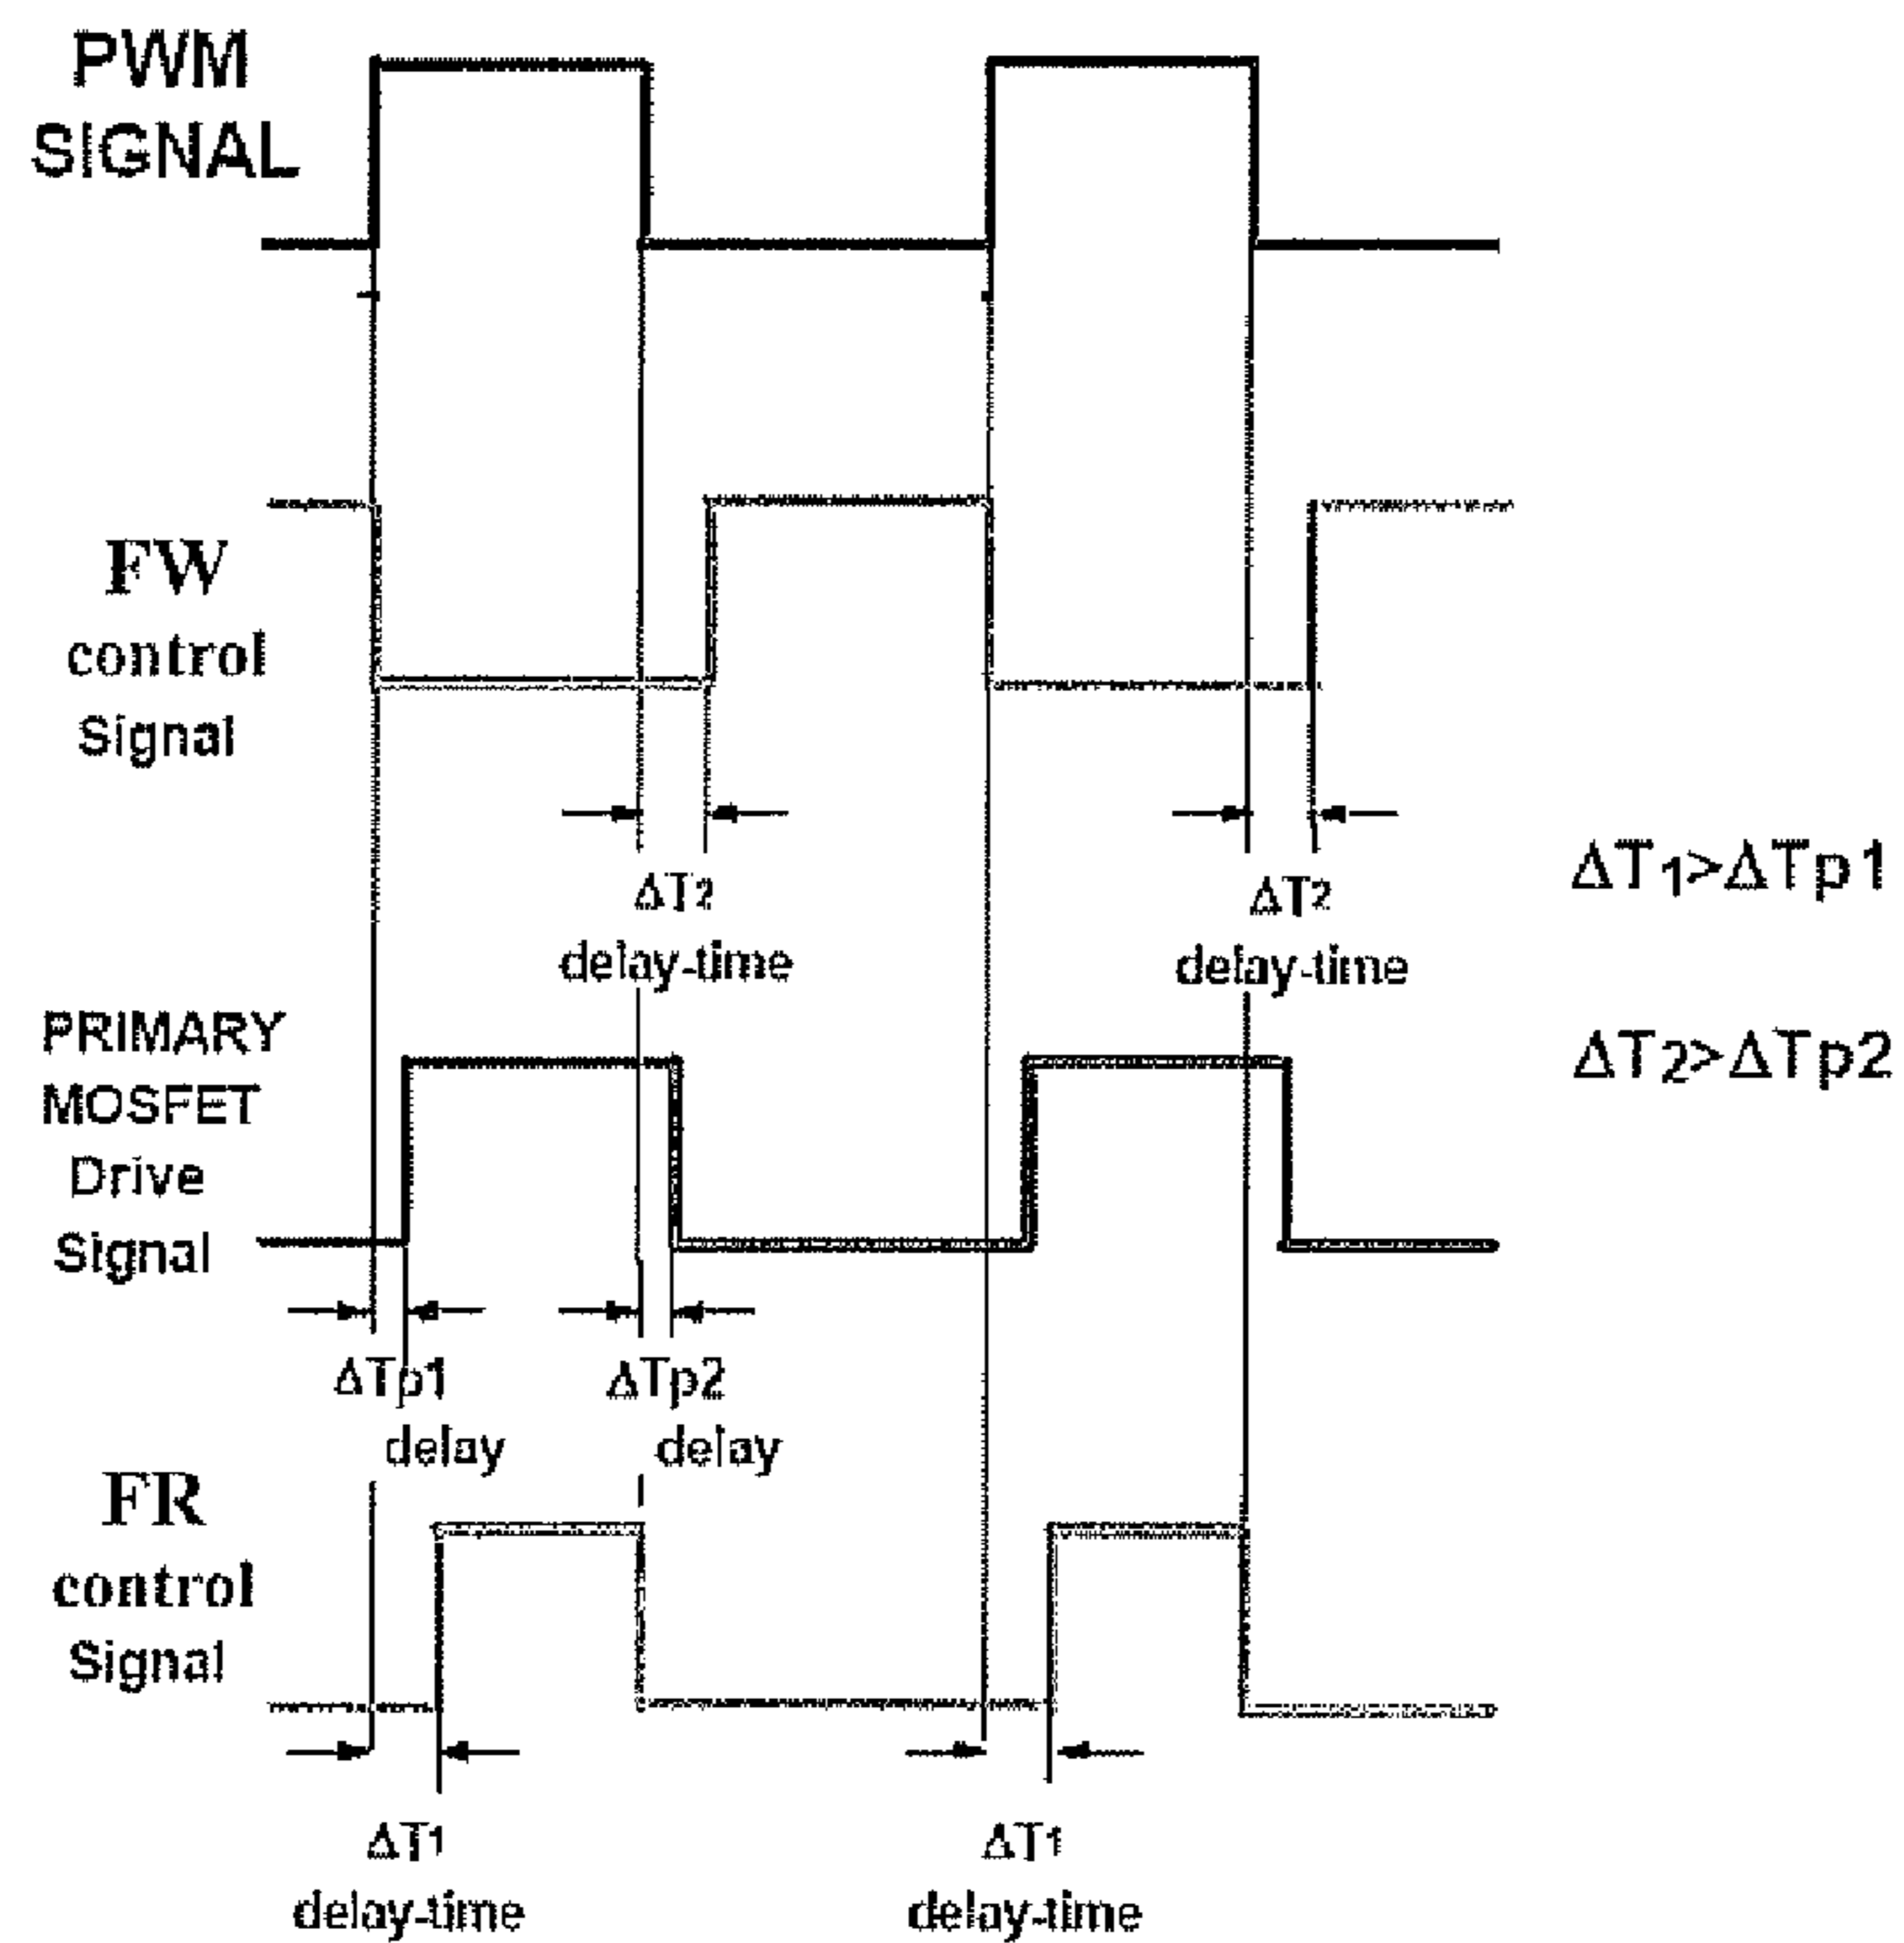 PWM
SIGNAL
FW
control
Signal
ΔT2
delay-time
ΔT2
delay-time
ΔT1>ΔTp1
ΔT2>ΔTp2
PRIMARY
MOSFET
Drive
Signal
ΔTp1
delay
ΔTp2
delay
FR
control
Signal
ΔT1
delay-time
ΔT1
delay-time